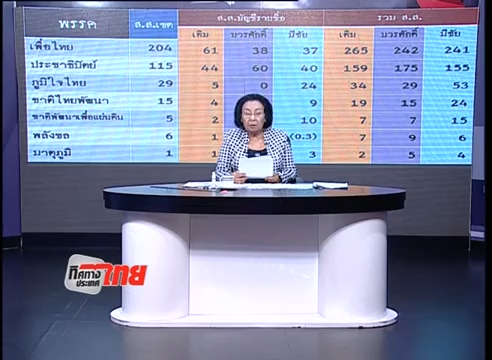 พรรค ส.ส.เขต ส.ส.บัญชีรายชื่อ รวม ส.ส.
เดิม บวรศักดิ์ มีชัย เดิม บวรศักดิ์ มีชัย
เพื่อไทย 204 61 38 37 265 242 241
ประชาธิปัตย์ 115 44 60 40 159 175 155
ภูมิใจไทย 29 5 0 24 34 29 53
ชาติไทยพัฒนา 15 4 9 19 15 24
ชาติพัฒนาเพื่อแผ่นดิน 5 2 10 7 7 15
พลังชล 6 1 (0.3) 7 9 6
มาตุภูมิ 1 1 3 2 5 4
ทิศทาง
ประเทศ
ไทย